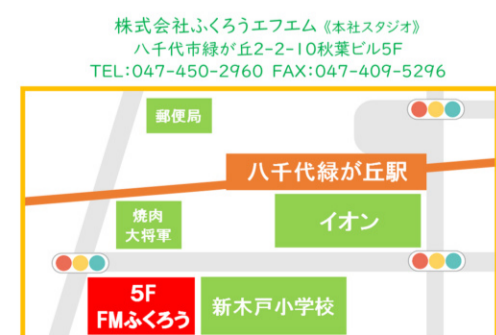 株式会社ふくろうエフエム《本社スタジオ》
八千代市緑が丘2-2-10秋葉ビル5F
TEL:047-450-2960 FAX:047-409-5296
郵便局
八千代緑が丘駅
焼肉
大将軍
イオン
5F
FMふくろう
新木戸小学校